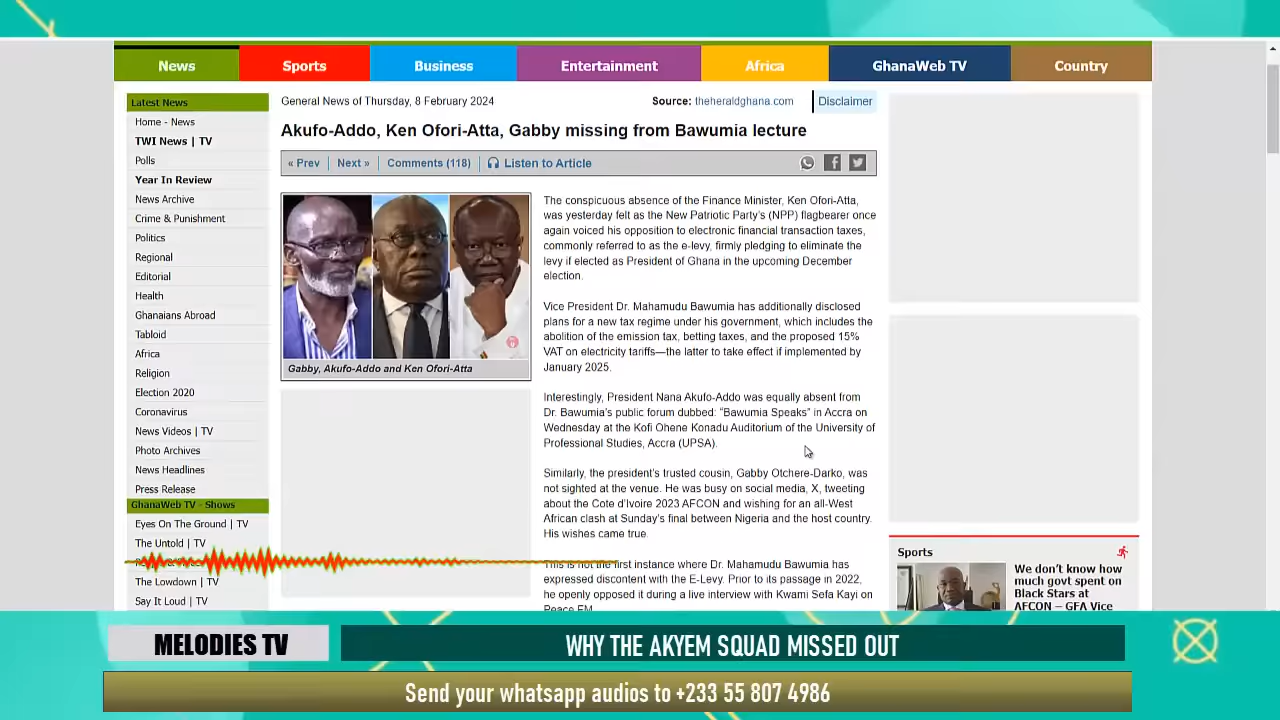 News Sports Business Entertainment Africa GhanaWeb TV Country
Latest News
Home - News
TWI News | TV
Polls
Year In Review
News Archive
Crime & Punishment
Politics
Regional
Editorial
Health
Ghanaians Abroad
Tabloid
Africa
Religion
Election 2020
Coronavirus
News Videos | TV
Photo Archives
News Headlines
Press Release
GhanaWeb TV - Shows
Eyes On The Ground | TV
The Untold | TV
The Lowdown | TV
Say It Loud | TV
General News of Thursday, 8 February 2024
Source: theheraldghana.com
Disclaimer
Akufo-Addo, Ken Ofori-Atta, Gabby missing from Bawumia lecture
« Prev Next » Comments (118) Listen to Article
Gabby, Akufo-Addo and Ken Ofori-Atta
The conspicuous absence of the Finance Minister, Ken Ofori-Atta,
was yesterday felt as the New Patriotic Party's (NPP) flagbearer once
again voiced his opposition to electronic financial transaction taxes,
commonly referred to as the e-levy, firmly pledging to eliminate the
levy if elected as President of Ghana in the upcoming December
election.
Vice President Dr. Mahamudu Bawumia has additionally disclosed
plans for a new tax regime under his government, which includes the
abolition of the emission tax, betting taxes, and the proposed 15%
VAT on electricity tariffs—the latter to take effect if implemented by
January 2025.
Interestingly, President Nana Akufo-Addo was equally absent from
Dr. Bawumia's public forum dubbed: “Bawumia Speaks” in Accra on
Wednesday at the Kofi Ohene Konadu Auditorium of the University of
Professional Studies, Accra (UPSA).
Similarly, the president's trusted cousin, Gabby Otchere-Darko, was
not sighted at the venue. He was busy on social media, X, tweeting
about the Cote d'Ivoire 2023 AFCON and wishing for an all-West
African clash at Sunday's final between Nigeria and the host country.
His wishes came true.
This is not the first instance where Dr. Mahamudu Bawumia has
expressed discontent with the E-Levy. Prior to its passage in 2022,
he openly opposed it during a live interview with Kwami Sefa Kayi on
Peace FM
Sports
We don't know how
much govt spent on
Black Stars at
AFCON – GFA Vice
MELODIES TV
WHY THE AKYEM SQUAD MISSED OUT
Send your whatsapp audios to +233 55 807 4986